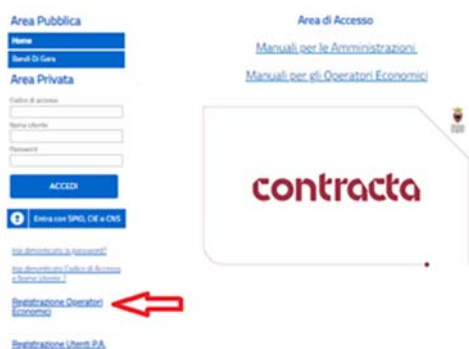 Area Pubblica
Home
Bandi Di Gara
Area Privata
Codice di accesso
Nome Utente
Password
ACCEDI
Entra con SPID, CIE e CNS
Hai dimenticato la password?
Hai dimenticato Codice di Accesso
e Nome Utente ?
Registrazione Operatori
Economici
Registrazione Utenti P.A.
Area di Accesso
Manuali per le Amministrazioni
Manuali per gli Operatori Economici
contracta